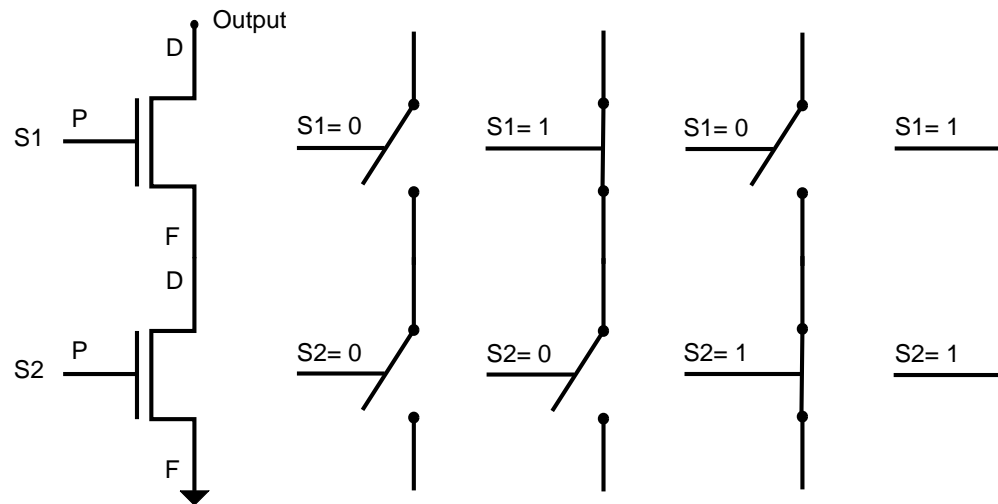 Output
D
P
S1
F
D
P
S2
F
S1= 0
S1= 1
S1= 0
S1= 1
S2= 0
S2= 0
S2= 1
S2= 1